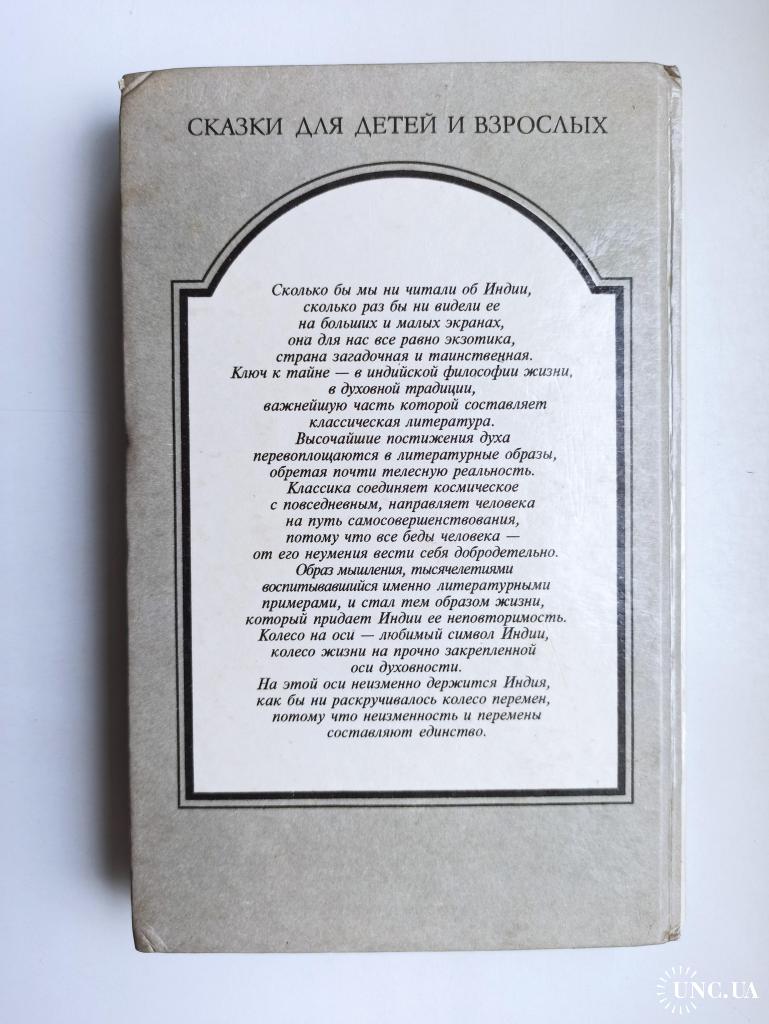 СКАЗКИ ДЛЯ ДЕТЕЙ И ВЗРОСЛЫХ
Сколько бы мы ни читали об Индии,
сколько раз бы ни видели ее
на больших и малых экранах,
она для нас все равно экзотика,
страна загадочная и таинственная.
Ключ к тайне — в индийской философии жизни,
в духовной традиции,
важнейшую часть которой составляет
классическая литература.
Высочайшие постижения духа
перевоплощаются в литературные образы,
обретая почти телесную реальность.
Классика соединяет космическое
с повседневным, направляет человека
на путь самосовершенствования,
потому что все беды человека —
от его неумения вести себя добродетельно.
Образ мышления, тысячелетиями
воспитывавшийся именно литературными
примерами, и стал тем образом жизни,
который придает Индии ее неповторимость.
Колесо на оси — любимый символ Индии,
колесо жизни на прочно закрепленной
оси духовности.
На этой оси неизменно держится Индия,
как бы ни раскручивалось колесо перемен,
потому что неизменность и перемены
составляют единство.
UNC.UA